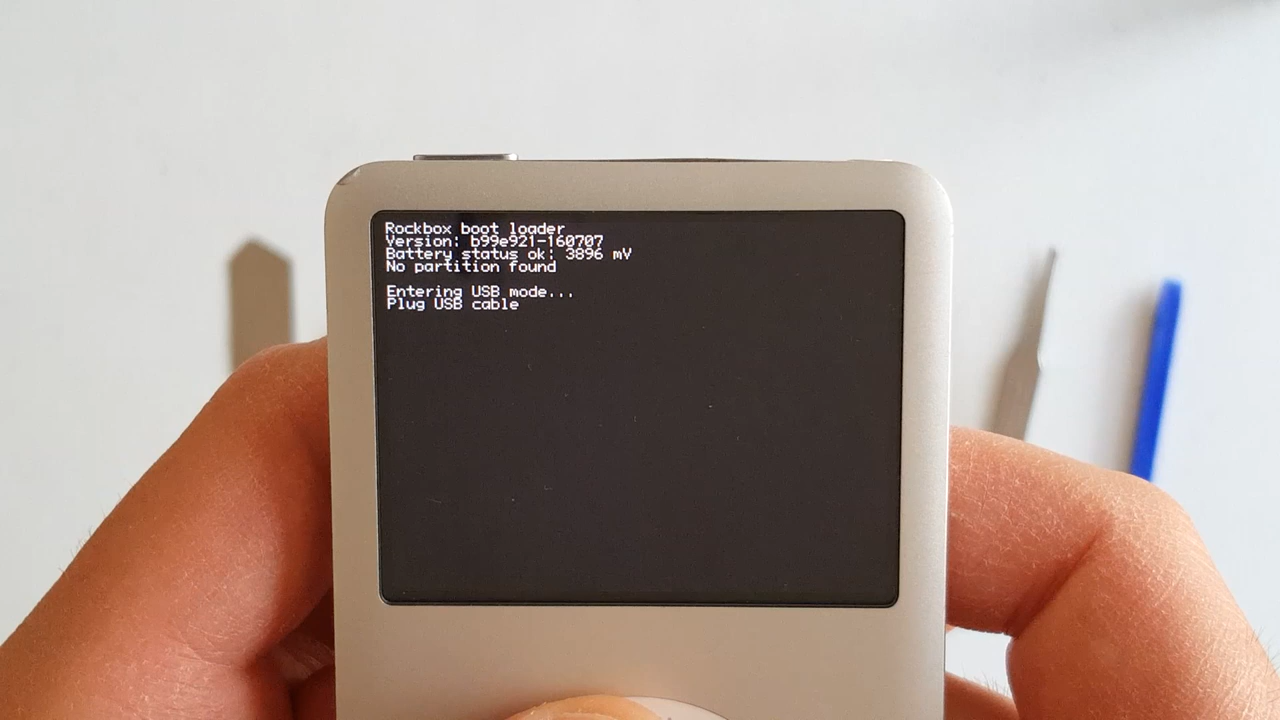 Rockbox boot loader
Version: b99e921-160707
Battery status ok: 3896 mV
No partition found
Entering USB mode...
Plug USB cable